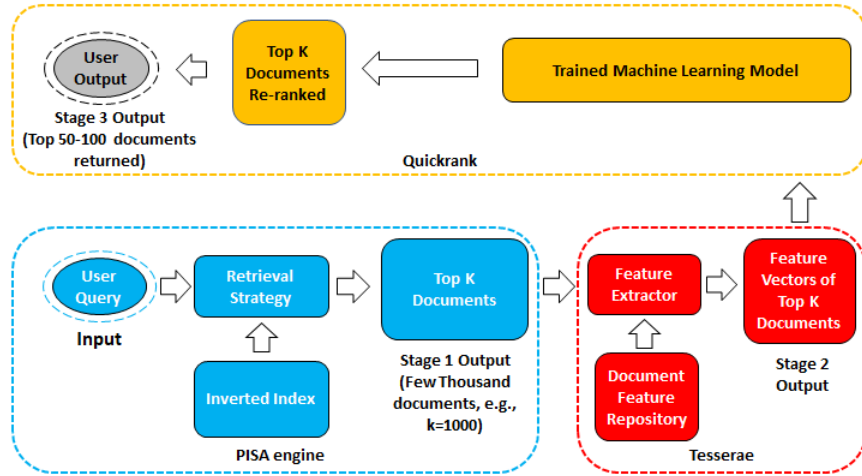 User
Output
Stage 3 Output
(Top 50-100 documents
returned)
Top K
Documents
Re-ranked
Trained Machine Learning Model
Quickrank
User
Query
Input
Retrieval
Strategy
Inverted Index
Top K
Documents
Stage 1 Output
(Few Thousand
documents, e.g.,
k=1000)
PISA engine
Feature
Extractor
Document
Feature
Repository
Feature
Vectors of
Top K
Documents
Stage 2
Output
Tesserae